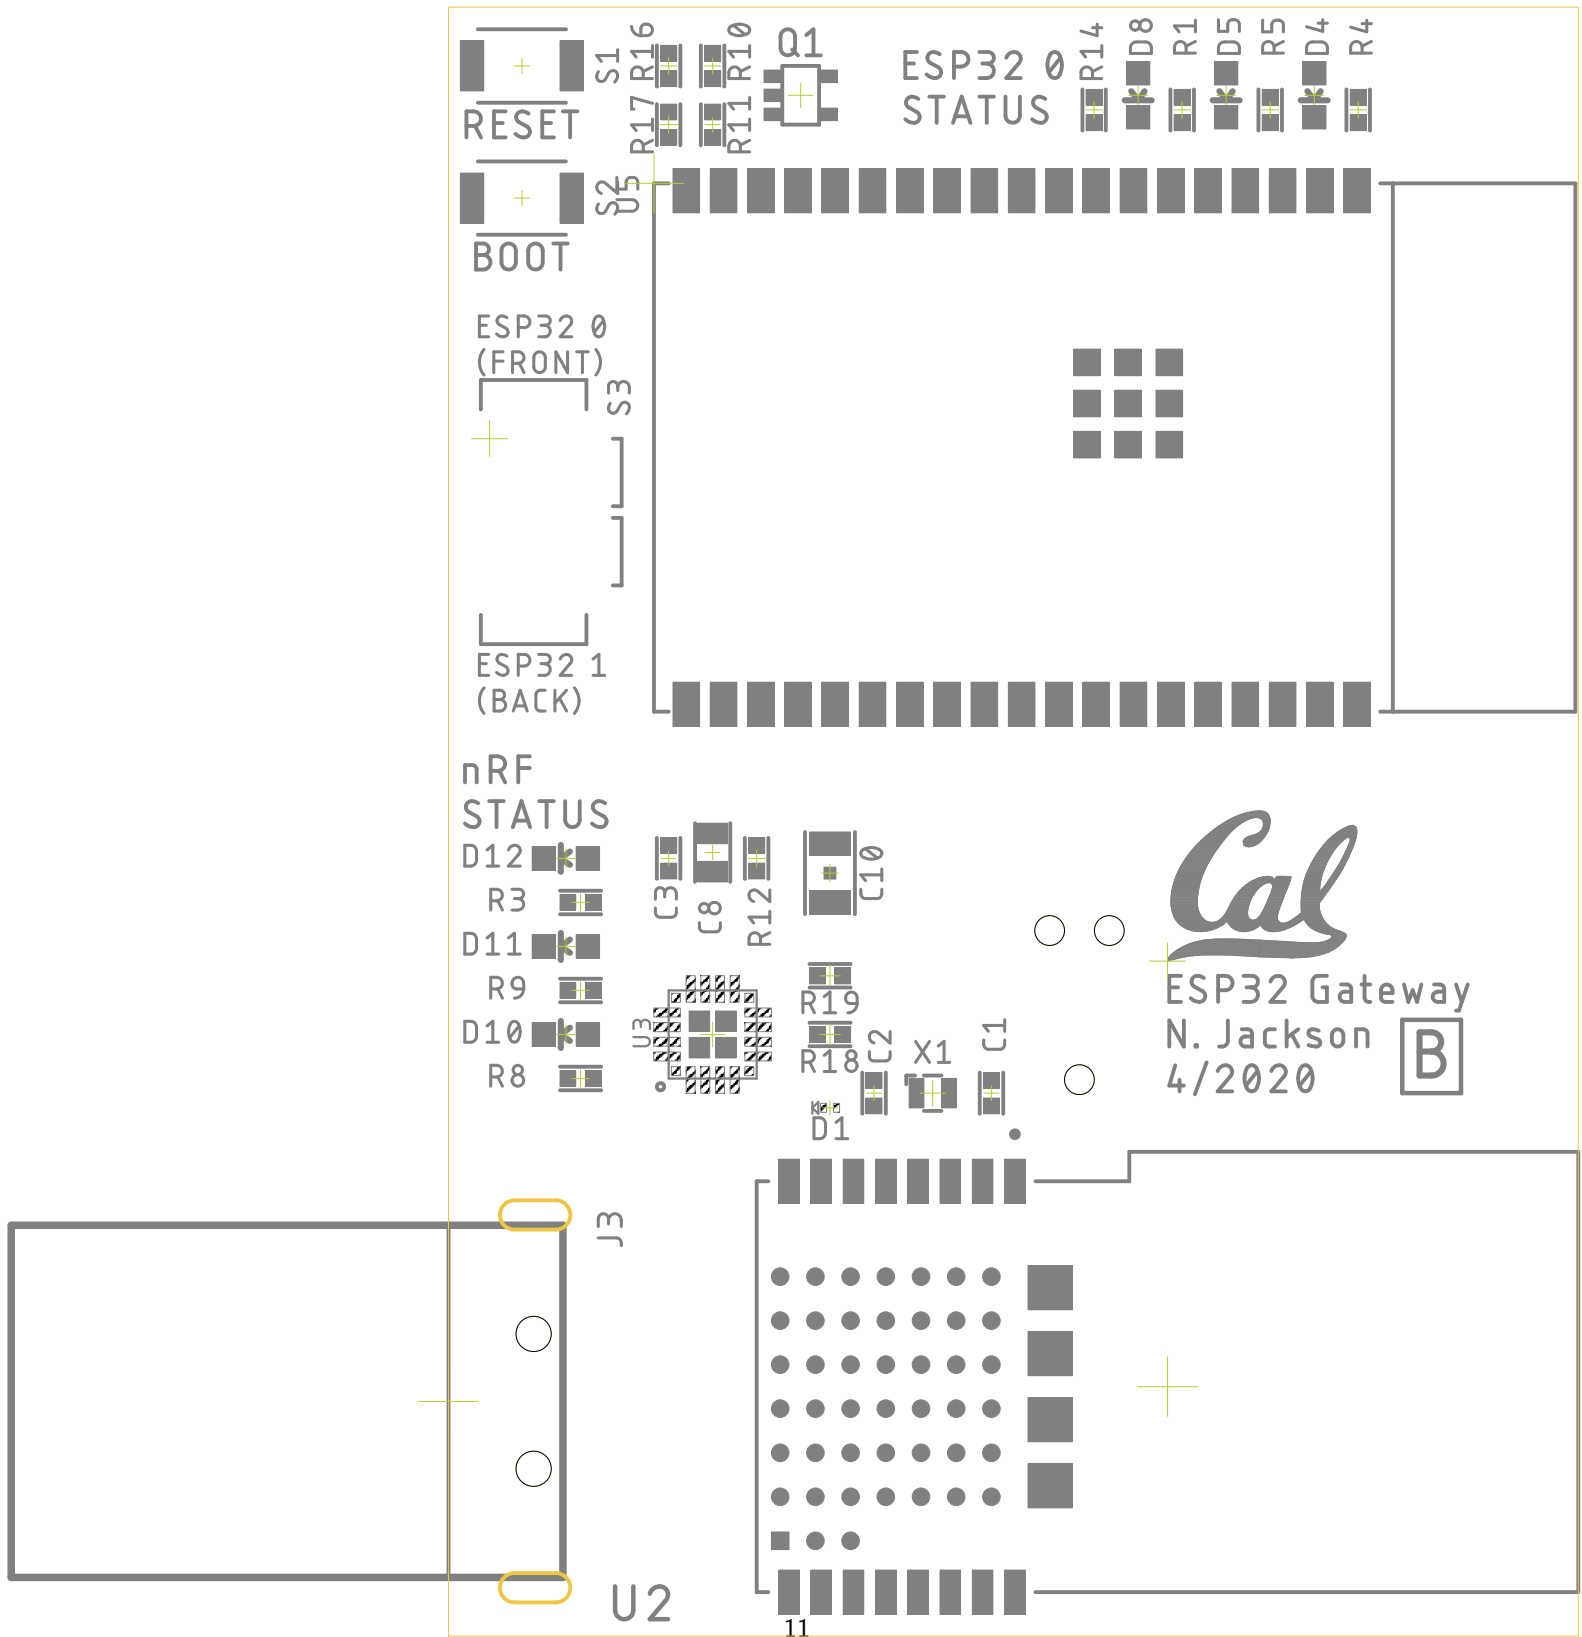 R16
R10
Q1
S1
ESP32 0
STATUS
R14
D8
R1
D5
R5
D4
R4
RESET
R17
R11
S2
U5
BOOT
ESP32 0
(FRONT)
S3
ESP32 1
(BACK)
nRF
STATUS
D12
R3
D11
R9
D10
R8
C3
C8
R12
C10
Cal
U3
R19
R18
C2
X1
C1
D1
ESP32 Gateway
N. Jackson
4/2020
B
J3
U2
11